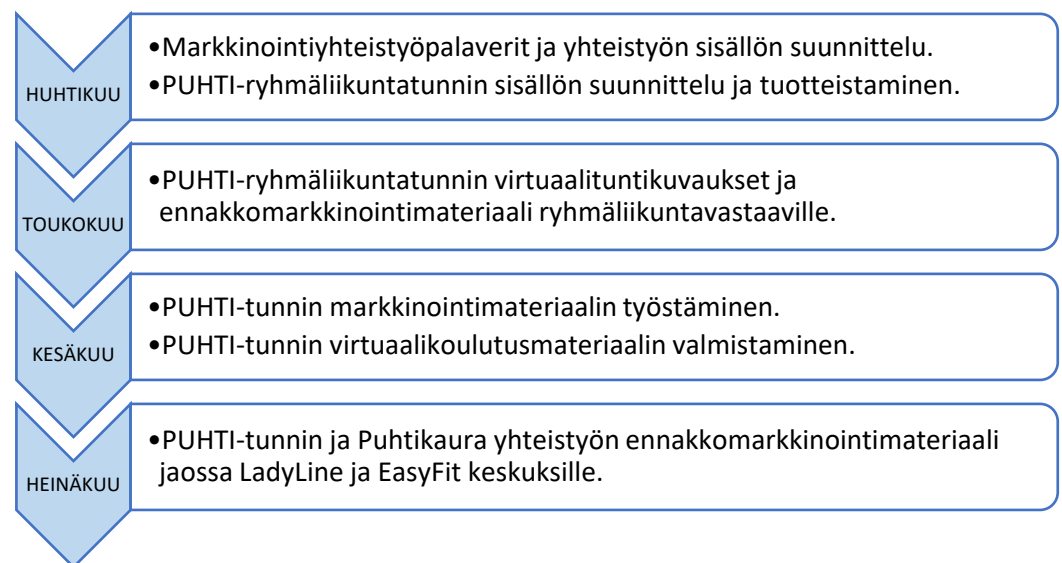 HUHTIKUU
•Markkinointiyhteistyöpalaverit ja yhteistyön sisällön suunnittelu.
•PUHTI-ryhmäliikuntatunnin sisällön suunnittelu ja tuotteistaminen.
TOUKOKUU
•PUHTI-ryhmäliikuntatunnin virtuaalituntikuvaukset ja
ennakkomarkkinointimateriaali ryhmäliikuntavastaaville.
KESÄKUU
•PUHTI-tunnin markkinointimateriaalin työstäminen.
•PUHTI-tunnin virtuaalikoulutusmateriaalin valmistaminen.
HEINÄKUU
•PUHTI-tunnin ja Puhtikaura yhteistyön ennakkomarkkinointimateriaali
jaossa LadyLine ja EasyFit keskuksille.